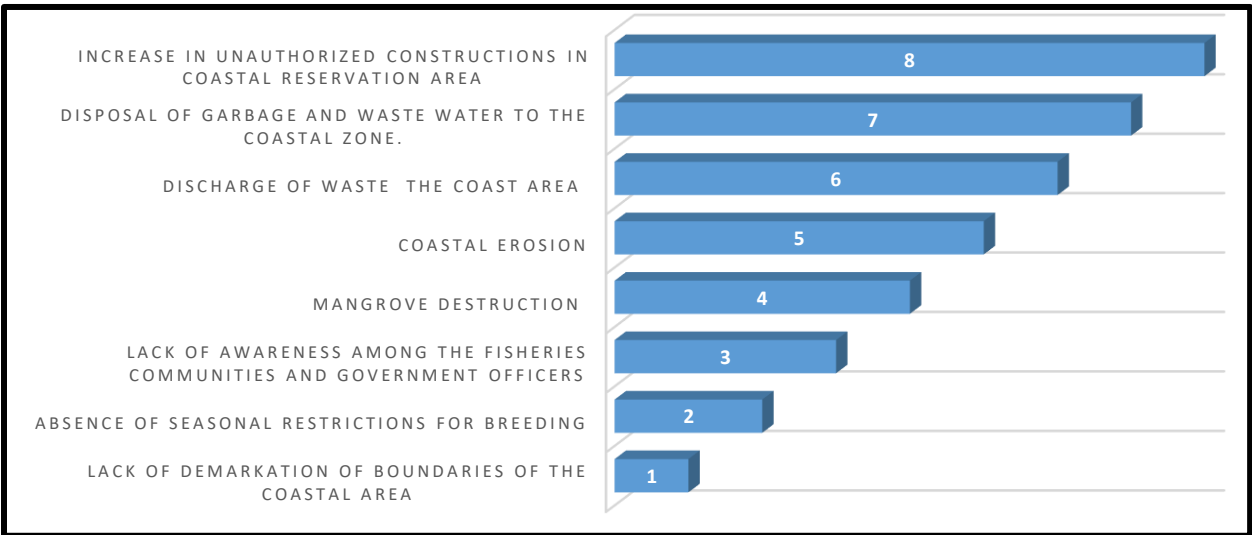 INCREASE IN UNAUTHORIZED CONSTRUCTIONS IN
COASTAL RESERVATION AREA
8
DISPOSAL OF GARBAGE AND WASTE WATER TO THE
COASTAL ZONE.
7
DISCHARGE OF WASTE THE COAST AREA
6
COASTAL EROSION
5
MANGROVE DESTRUCTION
4
LACK OF AWARENESS AMONG THE FISHERIES
COMMUNITIES AND GOVERNMENT OFFICERS
3
ABSENCE OF SEASONAL RESTRICTIONS FOR BREEDING
2
LACK OF DEMARKATION OF BOUNDARIES OF THE
COASTAL AREA
1